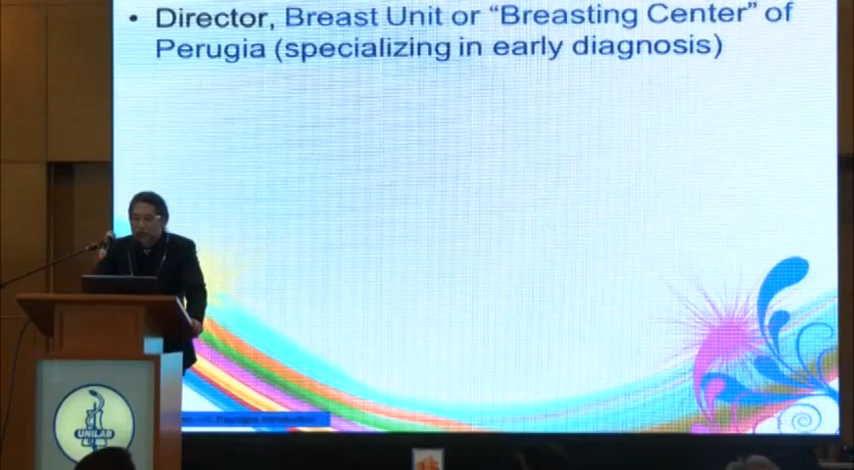 • Director, Breast Unit or “Breasting Center” of
Perugia (specializing in early diagnosis)
UNILAB